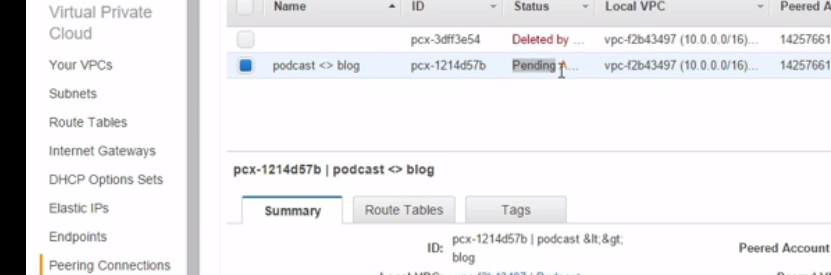 Virtual Private
Cloud
Your VPCs
Subnets
Route Tables
Internet Gateways
DHCP Options Sets
Elastic IPs
Endpoints
Peering Connections
Name ID Status Local VPC Peered A
pcx-3dff3e54 Deleted by ... vpc-f2b43497 (10.0.0.0/16)... 14257661
podcast <> blog pcx-1214d57b Pending A... vpc-f2b43497 (10.0.0.0/16)... 14257661
pcx-1214d57b | podcast <> blog
Summary Route Tables Tags
ID: pcx-1214d57b | podcast &lt;&gt; Peered Account
blog